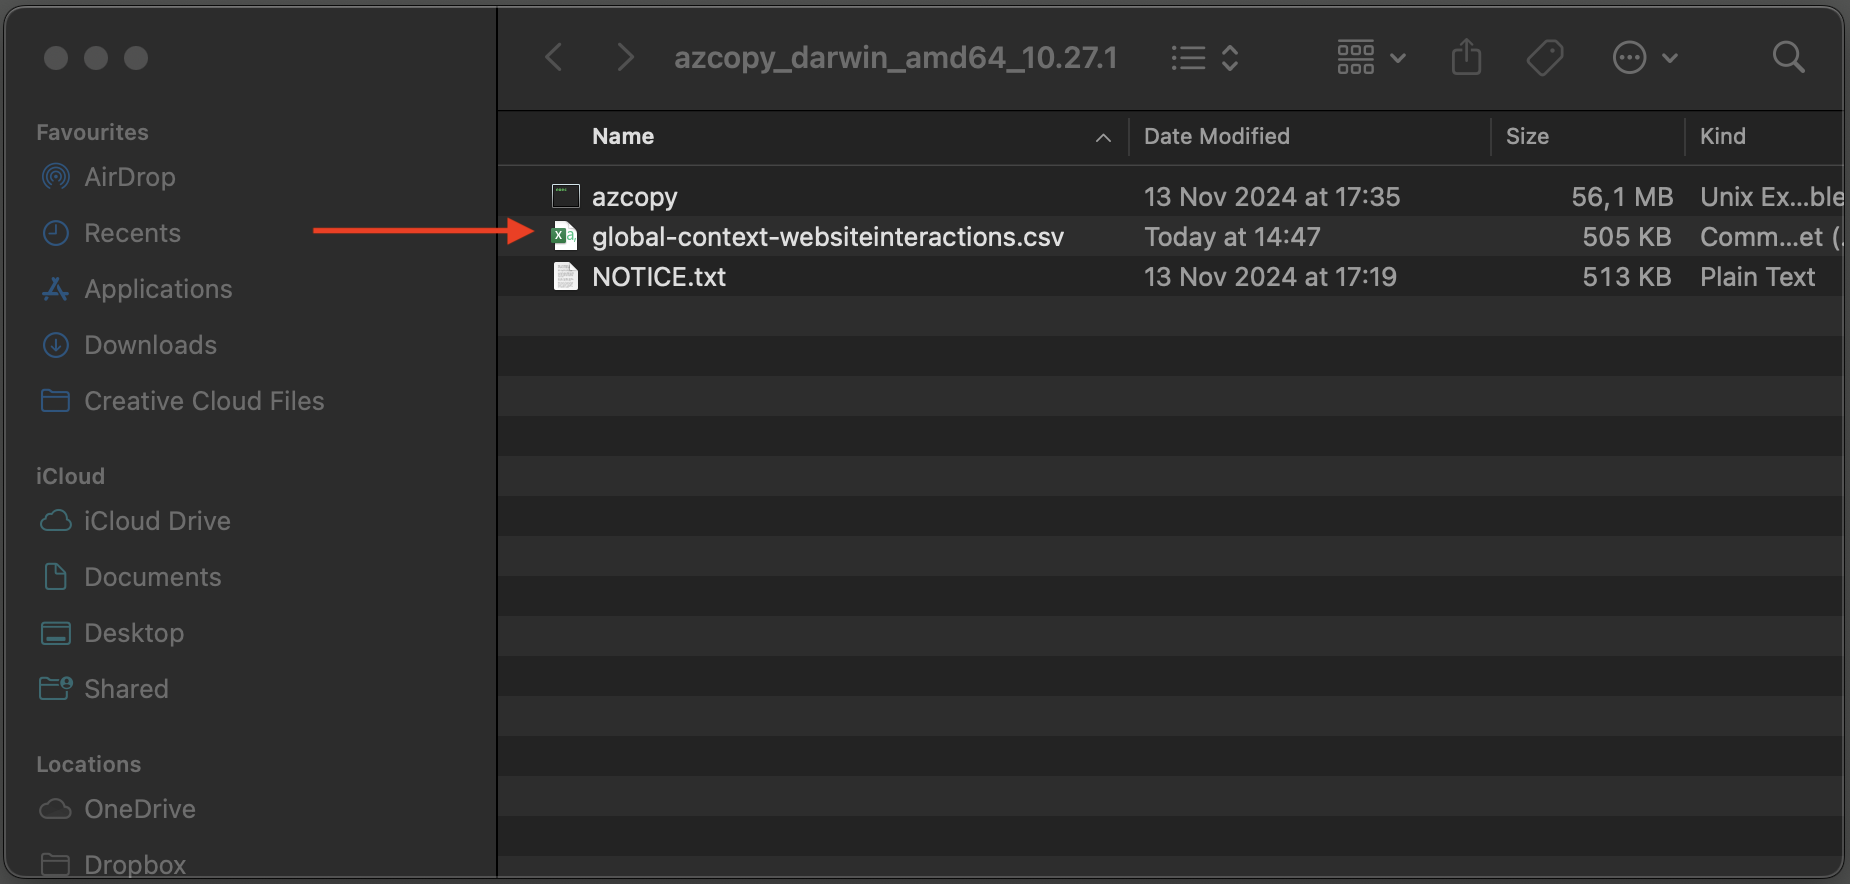 azcopy_darwin_amd64_10.27.1
Favourites
AirDrop
Recents
Applications
Downloads
Creative Cloud Files
iCloud
iCloud Drive
Documents
Desktop
Shared
Locations
OneDrive
Dropbox
Name Date Modified Size Kind
azcopy 13 Nov 2024 at 17:35 56,1 MB Unix Ex...ble
global-context-websiteinteractions.csv Today at 14:47 505 KB Comm...et (.
NOTICE.txt 13 Nov 2024 at 17:19 513 KB Plain Text